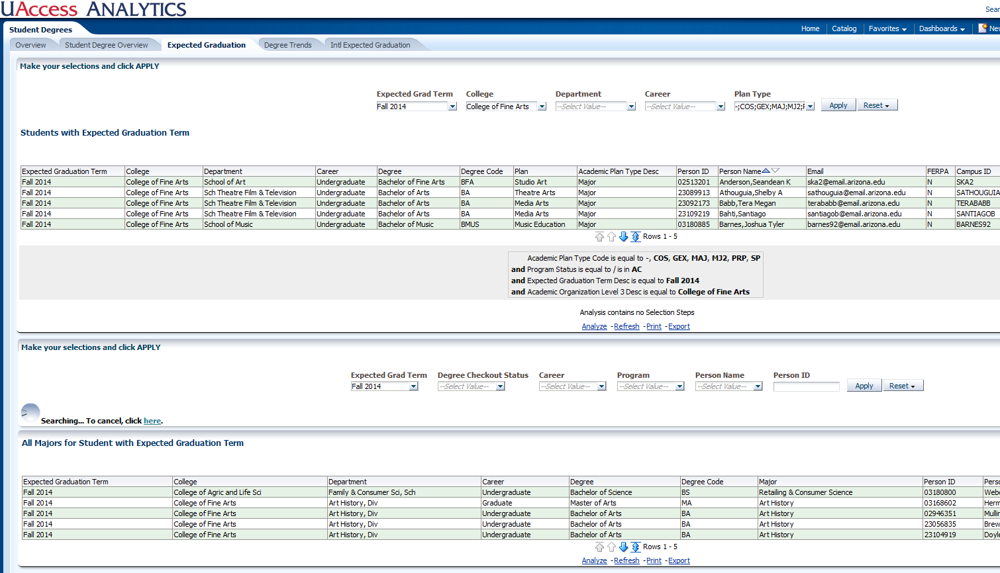 UAccess ANALYTICS
Student Degrees Home Catalog Favorites Dashboards
Overview Student Degree Overview Expected Graduation Degree Trends Intl Expected Graduation
Make your selections and click APPLY
Expected Grad Term College Department Career Plan Type
Fall 2014 College of Fine Arts --Select Value-- --Select Value-- -;COS;GEX;MAJ;MJ2; Apply Reset
Students with Expected Graduation Term
Expected Graduation Term College Department Career Degree Degree Code Plan Academic Plan Type Desc Person ID Person Name Email FERPA Campus ID
Fall 2014 College of Fine Arts School of Art Undergraduate Bachelor of Fine Arts BFA Studio Art Major 02513201 Anderson,Seandean K ska2@email.arizona.edu N SKA2
Fall 2014 College of Fine Arts Sch Theatre Film & Television Undergraduate Bachelor of Arts BA Theatre Arts Major 23089913 Athouguia,Shelby A sathouguia@email.arizona.edu N SATHOUGUIA
Fall 2014 College of Fine Arts Sch Theatre Film & Television Undergraduate Bachelor of Arts BA Media Arts Major 23092173 Babb,Tera Megan terababb@email.arizona.edu N TERABABB
Fall 2014 College of Fine Arts Sch Theatre Film & Television Undergraduate Bachelor of Arts BA Media Arts Major 23109219 Bahti,Santiago santiagob@email.arizona.edu N SANTIAGOB
Fall 2014 College of Fine Arts School of Music Undergraduate Bachelor of Music BMUS Music Education Major 03180885 Barnes,Joshua Tyler barnes92@email.arizona.edu N BARNES92
Rows 1 - 5
Academic Plan Type Code is equal to -, COS, GEX, MAJ, MJ2, PRP, SP
and Program Status is equal to / is in AC
and Expected Graduation Term Desc is equal to Fall 2014
and Academic Organization Level 3 Desc is equal to College of Fine Arts
Analysis contains no Selection Steps
Analyze - Refresh - Print - Export
Make your selections and click APPLY
Expected Grad Term Degree Checkout Status Career Program Person Name Person ID
Fall 2014 --Select Value-- --Select Value-- --Select Value-- --Select Value-- Apply Reset
Searching... To cancel, click here.
All Majors for Student with Expected Graduation Term
Expected Graduation Term College Department Career Degree Degree Code Major Person ID
Fall 2014 College of Agric and Life Sci Family & Consumer Sci, Sch Undergraduate Bachelor of Science BS Retailing & Consumer Science 03180800
Fall 2014 College of Fine Arts Art History, Div Graduate Master of Arts MA Art History 03168602
Fall 2014 College of Fine Arts Art History, Div Undergraduate Bachelor of Arts BA Art History 02946351
Fall 2014 College of Fine Arts Art History, Div Undergraduate Bachelor of Arts BA Art History 23056835
Fall 2014 College of Fine Arts Art History, Div Undergraduate Bachelor of Arts BA Art History 23104919
Rows 1 - 5
Analyze - Refresh - Print - Export